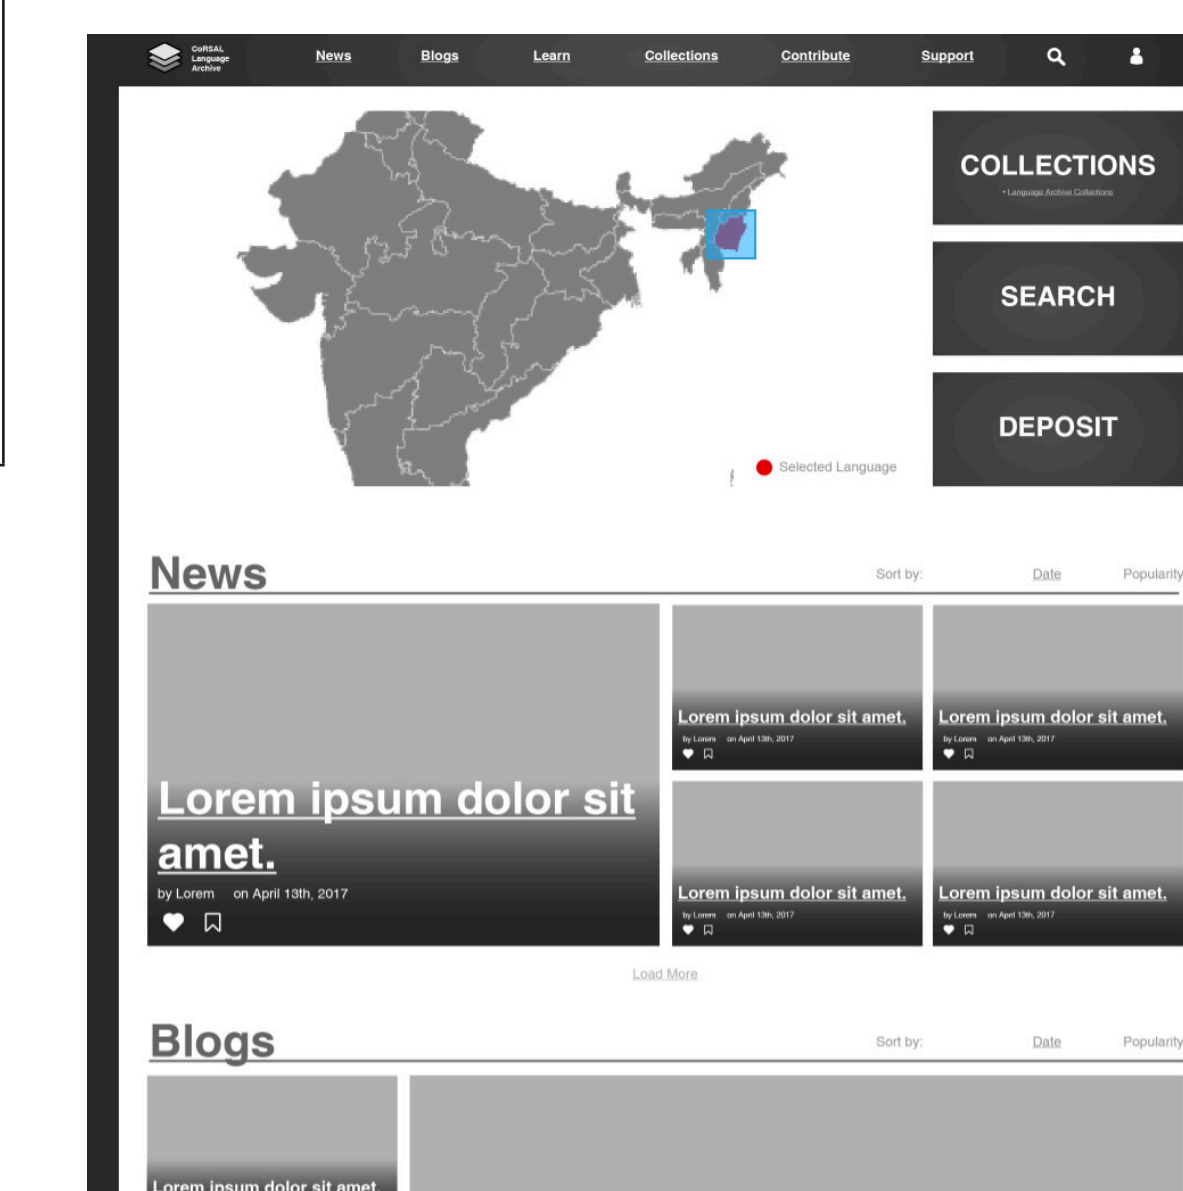 CoRSAL
Language
Archive
News Blogs Learn Collections Contribute Support
COLLECTIONS
• Language Archive Collections
SEARCH
DEPOSIT
Selected Language
News
Sort by: Date Popularity
Lorem ipsum dolor sit
amet.
by Lorem on April 13th, 2017
Lorem ipsum dolor sit amet.
by Lorem on April 13th, 2017
Lorem ipsum dolor sit amet.
by Lorem on April 13th, 2017
Lorem ipsum dolor sit amet.
by Lorem on April 13th, 2017
Lorem ipsum dolor sit amet.
by Lorem on April 13th, 2017
Load More
Blogs
Sort by: Date Popularity
Lorem ipsum dolor sit amet.